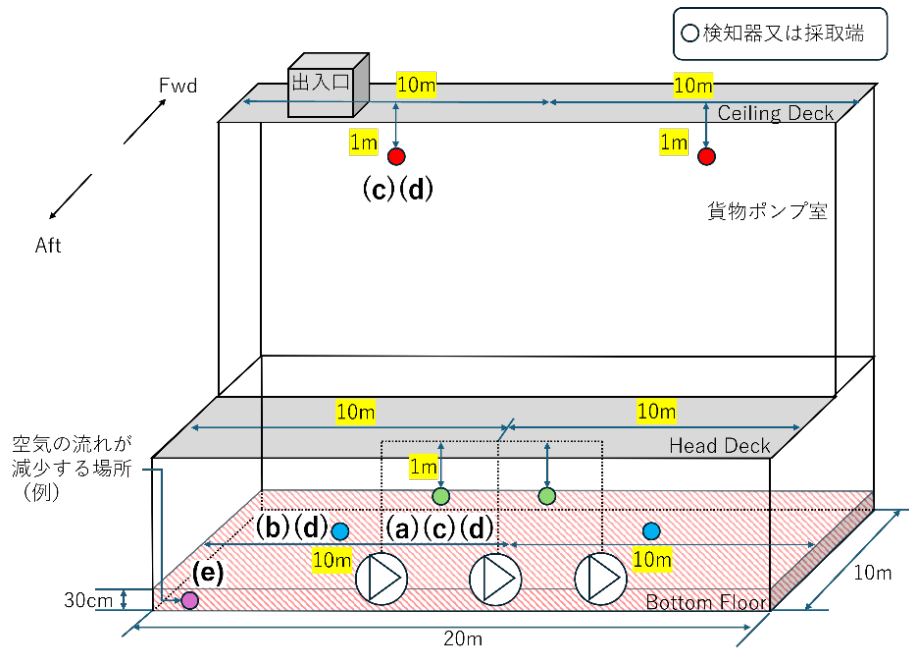 検知器又は採取端
出入口
Fwd
10m
10m
Ceiling Deck
1m
1m
(c)(d)
貨物ポンプ室
Aft
10m
10m
Head Deck
空気の流れが
減少する場所
(例)
1m
(b)(d)
(a)(c)(d)
10m
10m
(e)
30cm
Bottom Floor
10m
20m